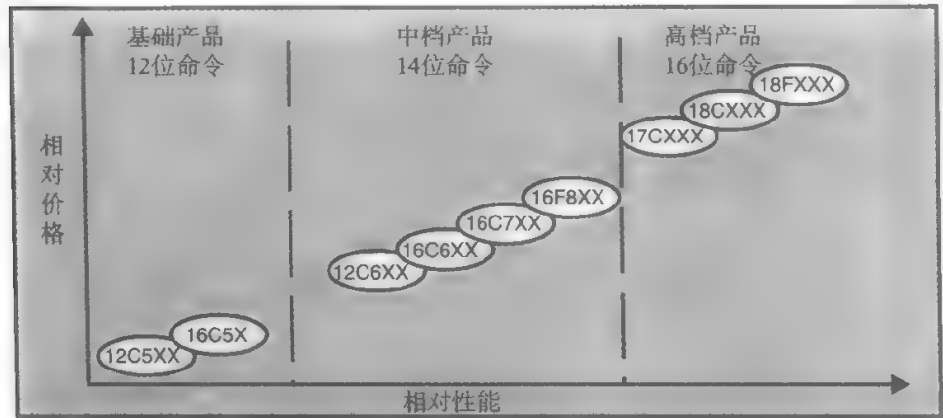 基础产品
12位命令
中档产品
14位命令
高档产品
16位命令
相对价格
18FXXX
18CXXX
17CXXX
16F8XX
16C7XX
16C6XX
12C6XX
16C5X
12C5XX
相对性能